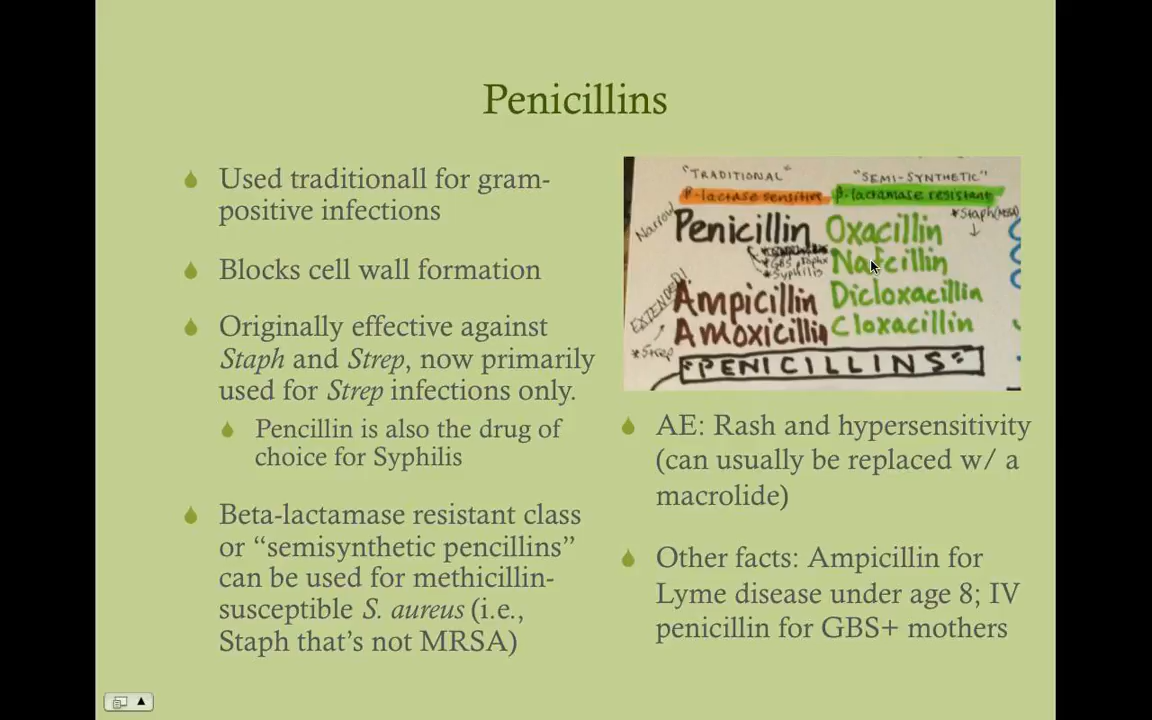 Penicillins
Used traditionall for gram-
positive infections
Blocks cell wall formation
Originally effective against
Staph and Strep, now primarily
used for Strep infections only.
Pencillin is also the drug of
choice for Syphilis
Beta-lactamase resistant class
or “semisynthetic pencillins”
can be used for methicillin-
susceptible S. aureus (i.e.,
Staph that’s not MRSA)
"TRADITIONAL"
"SEMI-SYNTHETIC"
β-lactase sensitive
β-lactamase resistant
Narrow
Penicillin
Oxacillin
*Staph
*GBS
*Syphilis
Nafcillin
EXTENDED!
Ampicillin
Dicloxacillin
Amoxicillin
Cloxacillin
*Strep
PENICILLINS
AE: Rash and hypersensitivity
(can usually be replaced w/ a
macrolide)
Other facts: Ampicillin for
Lyme disease under age 8; IV
penicillin for GBS+ mothers